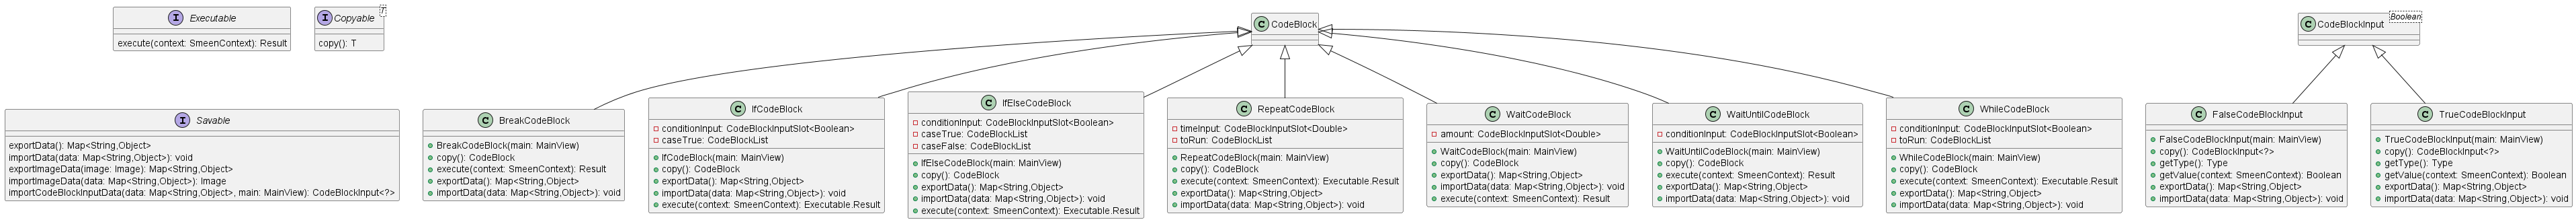 I Executable
execute(context: SmeenContext): Result
I Copyable T
copy(): T
C CodeBlock
C CodeBlockInput Boolean
I Savable
exportData(): Map<String,Object>
importData(data: Map<String,Object>): void
exportImageData(image: Image): Map<String,Object>
importImageData(data: Map<String,Object>): Image
importCodeBlockInputData(data: Map<String,Object>, main: MainView): CodeBlockInput<?>
C BreakCodeBlock
BreakCodeBlock(main: MainView)
copy(): CodeBlock
execute(context: SmeenContext): Result
exportData(): Map<String,Object>
importData(data: Map<String,Object>): void
C IfCodeBlock
conditionInput: CodeBlockInputSlot<Boolean>
caseTrue: CodeBlockList
IfCodeBlock(main: MainView)
copy(): CodeBlock
exportData(): Map<String,Object>
importData(data: Map<String,Object>): void
execute(context: SmeenContext): Executable.Result
C IfElseCodeBlock
conditionInput: CodeBlockInputSlot<Boolean>
caseTrue: CodeBlockList
caseFalse: CodeBlockList
IfElseCodeBlock(main: MainView)
copy(): CodeBlock
exportData(): Map<String,Object>
importData(data: Map<String,Object>): void
execute(context: SmeenContext): Executable.Result
C RepeatCodeBlock
timeInput: CodeBlockInputSlot<Double>
toRun: CodeBlockList
RepeatCodeBlock(main: MainView)
copy(): CodeBlock
execute(context: SmeenContext): Executable.Result
exportData(): Map<String,Object>
importData(data: Map<String,Object>): void
C WaitCodeBlock
amount: CodeBlockInputSlot<Double>
WaitCodeBlock(main: MainView)
copy(): CodeBlock
exportData(): Map<String,Object>
importData(data: Map<String,Object>): void
execute(context: SmeenContext): Result
C WaitUntilCodeBlock
conditionInput: CodeBlockInputSlot<Boolean>
WaitUntilCodeBlock(main: MainView)
copy(): CodeBlock
execute(context: SmeenContext): Result
exportData(): Map<String,Object>
importData(data: Map<String,Object>): void
C WhileCodeBlock
conditionInput: CodeBlockInputSlot<Boolean>
toRun: CodeBlockList
WhileCodeBlock(main: MainView)
copy(): CodeBlock
execute(context: SmeenContext): Executable.Result
exportData(): Map<String,Object>
importData(data: Map<String,Object>): void
C FalseCodeBlockInput
FalseCodeBlockInput(main: MainView)
copy(): CodeBlockInput<?>
getType(): Type
getValue(context: SmeenContext): Boolean
exportData(): Map<String,Object>
importData(data: Map<String,Object>): void
C TrueCodeBlockInput
TrueCodeBlockInput(main: MainView)
copy(): CodeBlockInput<?>
getType(): Type
getValue(context: SmeenContext): Boolean
exportData(): Map<String,Object>
importData(data: Map<String,Object>): void